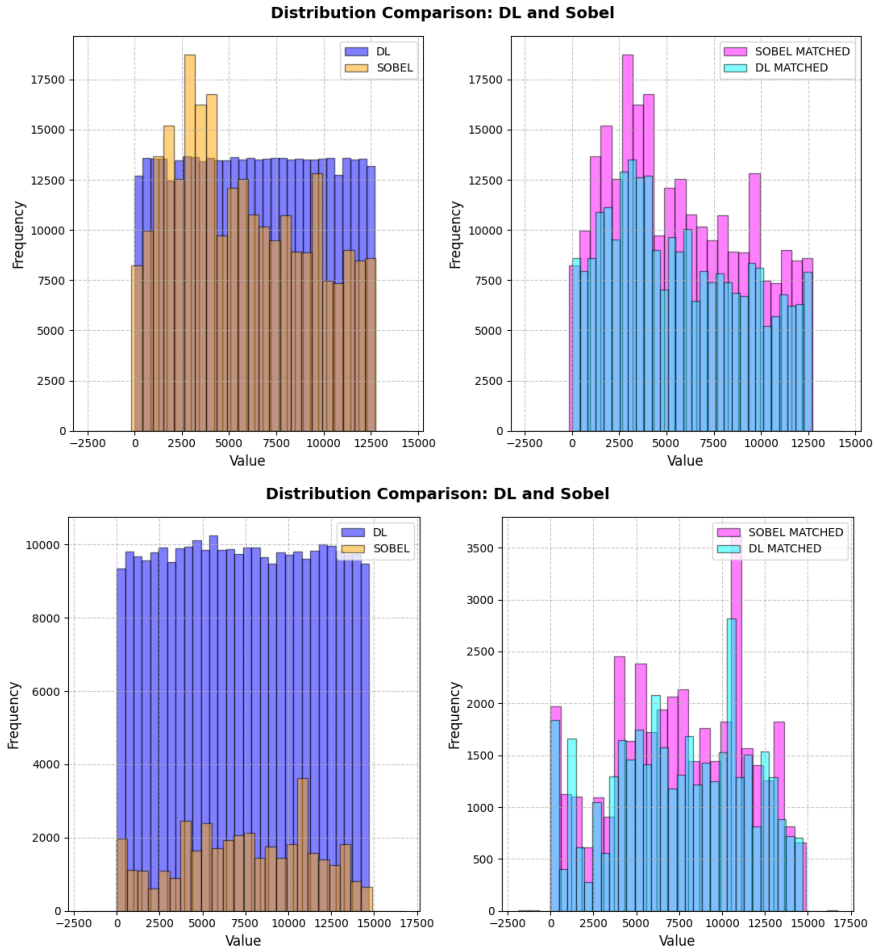 Distribution Comparison: DL and Sobel
DL
SOBEL
SOBEL MATCHED
DL MATCHED
17500
15000
12500
10000
7500
5000
2500
0
Frequency
−2500 0 2500 5000 7500 10000 12500 15000
Value
17500
15000
12500
10000
7500
5000
2500
0
Frequency
−2500 0 2500 5000 7500 10000 12500 15000
Value
Distribution Comparison: DL and Sobel
DL
SOBEL
SOBEL MATCHED
DL MATCHED
10000
8000
6000
4000
2000
0
Frequency
−2500 0 2500 5000 7500 10000 12500 15000 17500
Value
3500
3000
2500
2000
1500
1000
500
0
Frequency
−2500 0 2500 5000 7500 10000 12500 15000 17500
Value